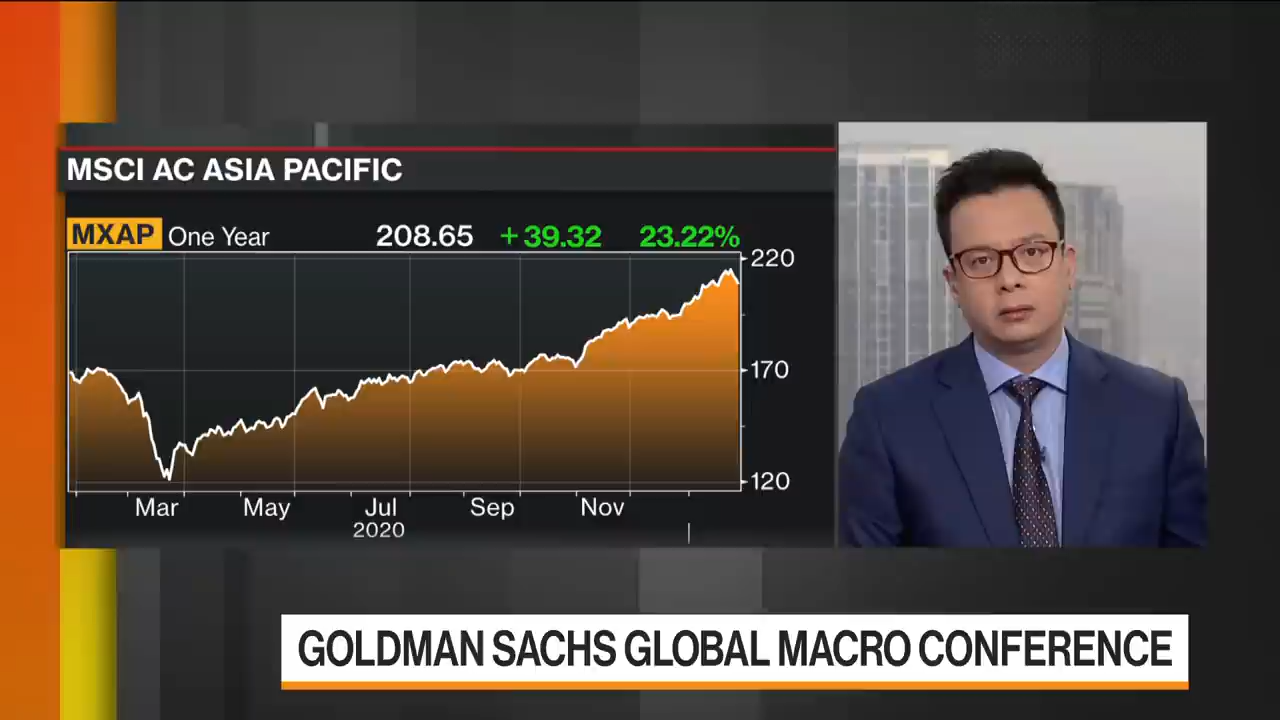 MSCI AC ASIA PACIFIC
MXAP One Year 208.65 +39.32 23.22%
220
170
120
Mar May Jul Sep Nov
2020
GOLDMAN SACHS GLOBAL MACRO CONFERENCE